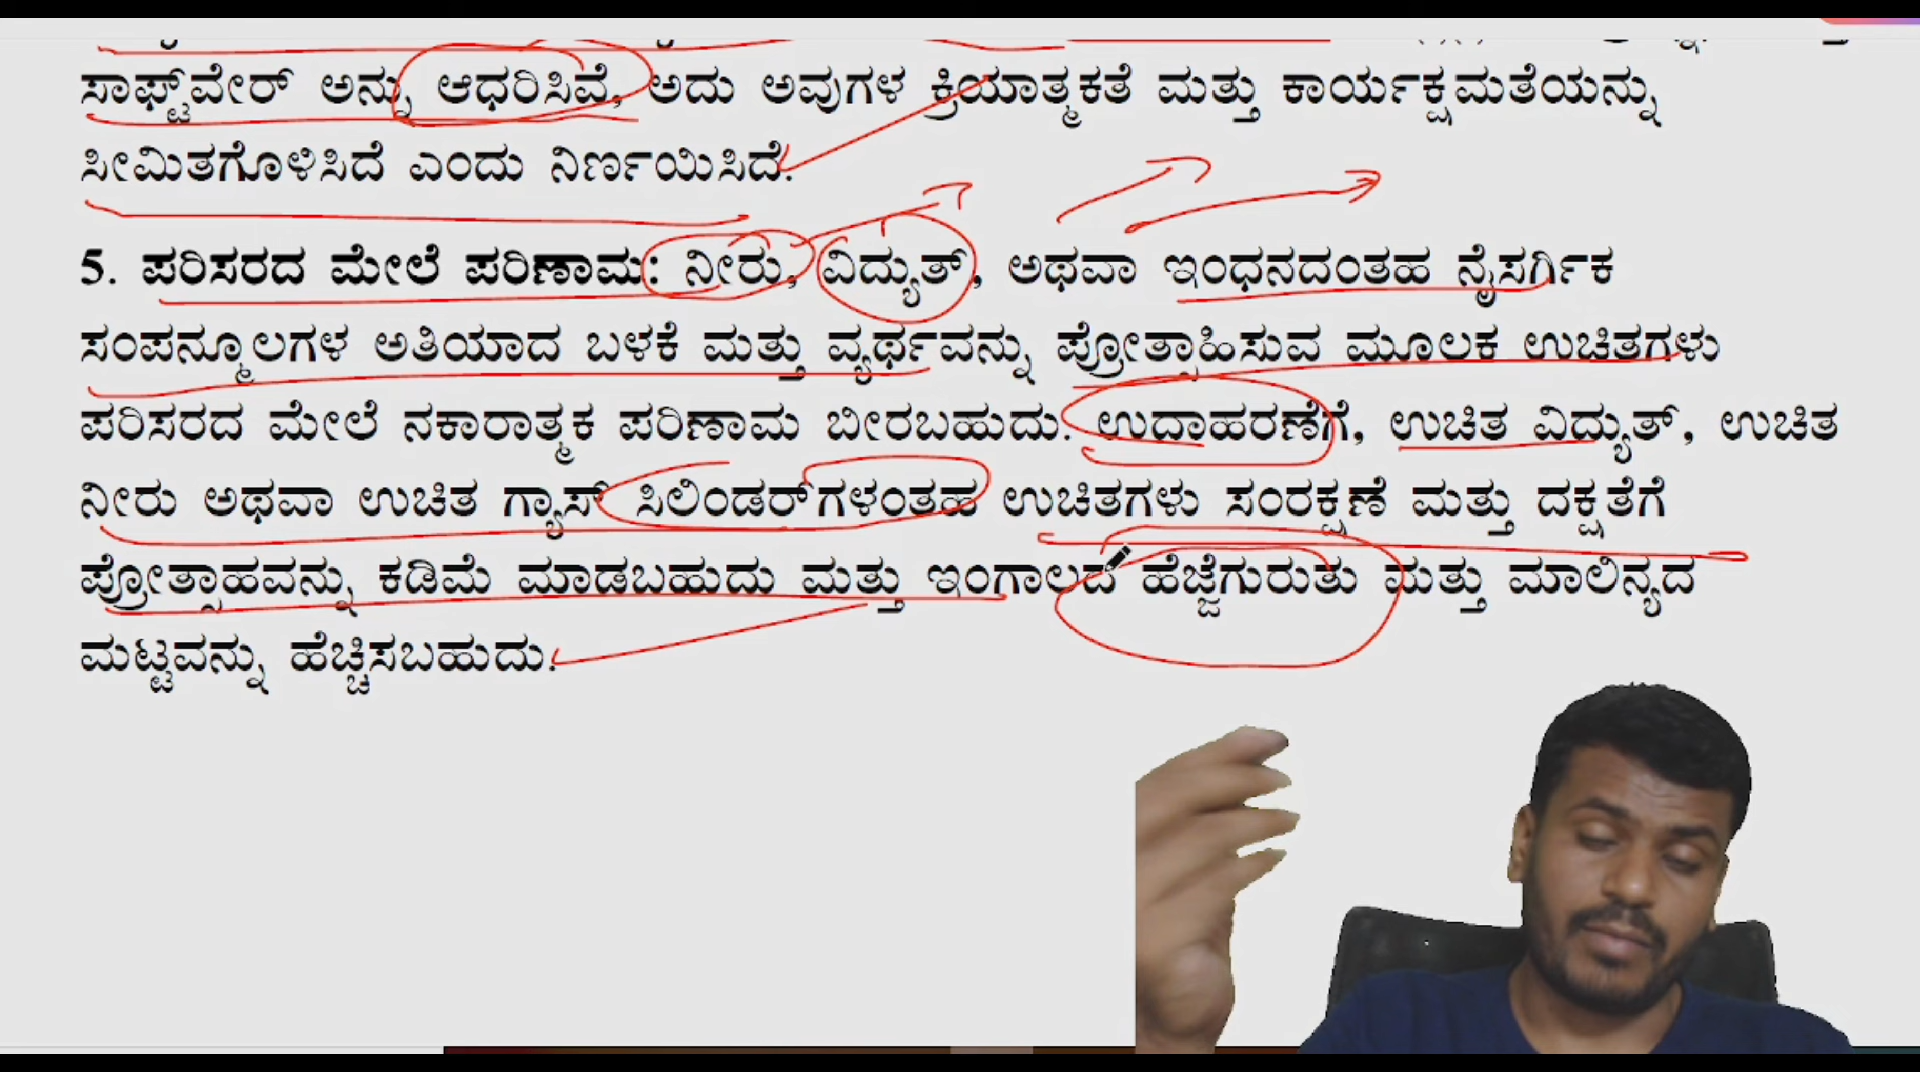 ಸಾಫ್ಟ್‌ವೇರ್ ಅನ್ನು ಆಧರಿಸಿವೆ, ಅದು ಅವುಗಳ ಕ್ರಿಯಾತ್ಮಕತೆ ಮತ್ತು ಕಾರ್ಯಕ್ಷಮತೆಯನ್ನು
ಸೀಮಿತಗೊಳಿಸಿದೆ ಎಂದು ನಿರ್ಣಯಿಸಿದೆ.
5. ಪರಿಸರದ ಮೇಲೆ ಪರಿಣಾಮ: ನೀರು, ವಿದ್ಯುತ್, ಅಥವಾ ಇಂಧನದಂತಹ ನೈಸರ್ಗಿಕ
ಸಂಪನ್ಮೂಲಗಳ ಅತಿಯಾದ ಬಳಕೆ ಮತ್ತು ವ್ಯರ್ಥವನ್ನು ಪ್ರೋತ್ಸಾಹಿಸುವ ಮೂಲಕ ಉಚಿತಗಳು
ಪರಿಸರದ ಮೇಲೆ ನಕಾರಾತ್ಮಕ ಪರಿಣಾಮ ಬೀರಬಹುದು. ಉದಾಹರಣೆಗೆ, ಉಚಿತ ವಿದ್ಯುತ್, ಉಚಿತ
ನೀರು ಅಥವಾ ಉಚಿತ ಗ್ಯಾಸ್ ಸಿಲಿಂಡರ್‌ಗಳಂತಹ ಉಚಿತಗಳು ಸಂರಕ್ಷಣೆ ಮತ್ತು ದಕ್ಷತೆಗೆ
ಪ್ರೋತ್ಸಾಹವನ್ನು ಕಡಿಮೆ ಮಾಡಬಹುದು ಮತ್ತು ಇಂಗಾಲದ ಹೆಜ್ಜೆಗುರುತು ಮತ್ತು ಮಾಲಿನ್ಯದ
ಮಟ್ಟವನ್ನು ಹೆಚ್ಚಿಸಬಹುದು.